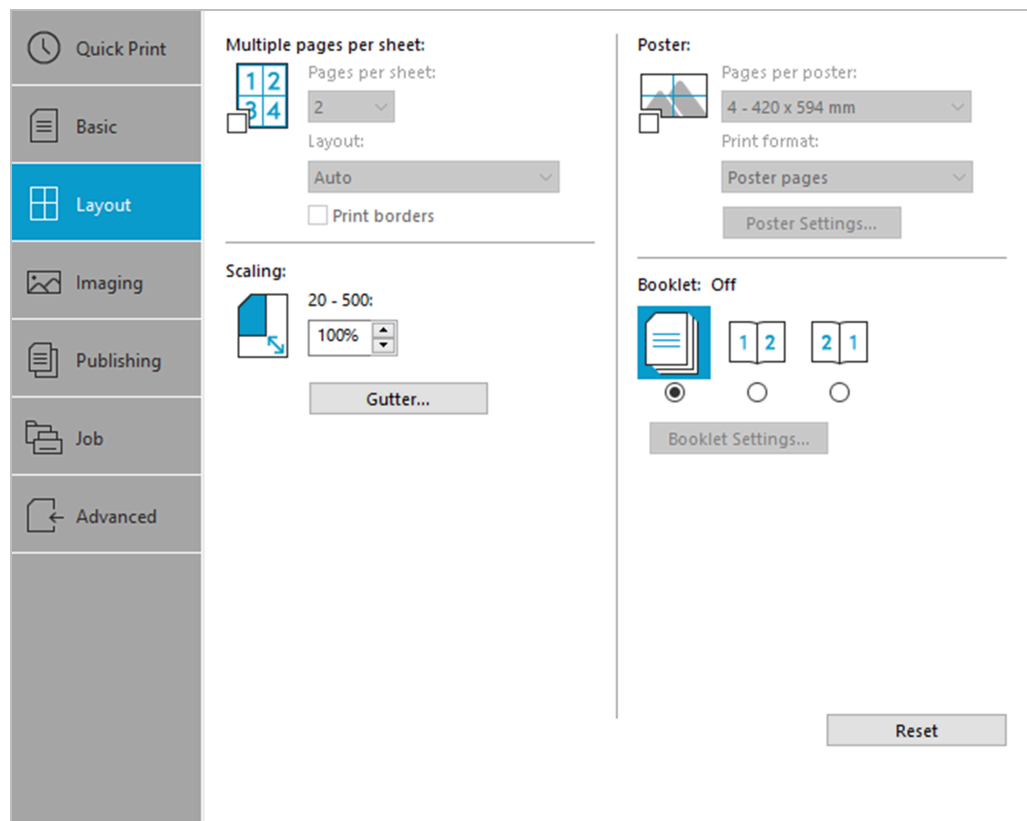 Quick Print
Basic
Layout
Imaging
Publishing
Job
Advanced
Multiple pages per sheet:
1 2
3 4
Pages per sheet:
2
Layout:
Auto
Print borders
Scaling:
20 - 500:
100%
Gutter...
Poster:
Pages per poster:
4 - 420 x 594 mm
Print format:
Poster pages
Poster Settings...
Booklet: Off
1 2
2 1
Booklet Settings...
Reset